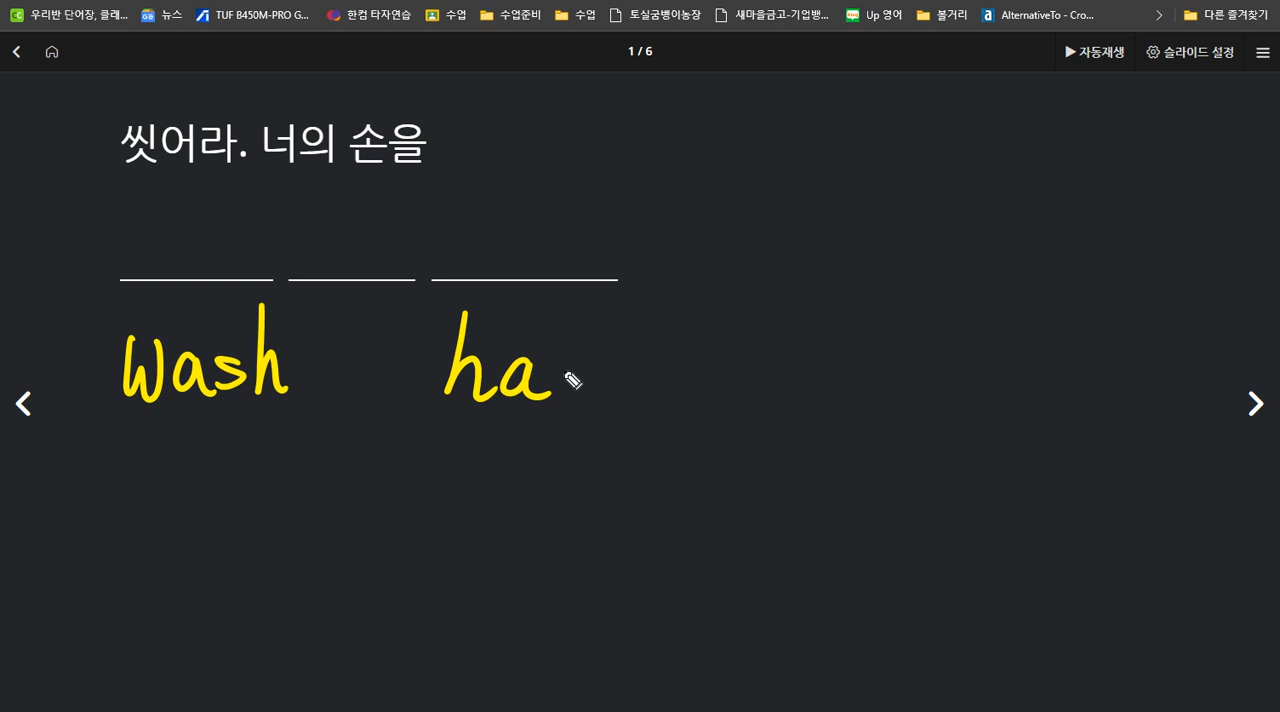 우리반 단어장, 클래... 뉴스 TUF B450M-PRO G... 한컴 타자연습 수업 수업준비 수업 토실궁뱅이농장 새마을금고-기업뱅... Up 영어 볼거리 AlternativeTo - Cro... 다른 즐겨찾기
1 / 6 자동재생 슬라이드 설정
씻어라. 너의 손을
wash ha